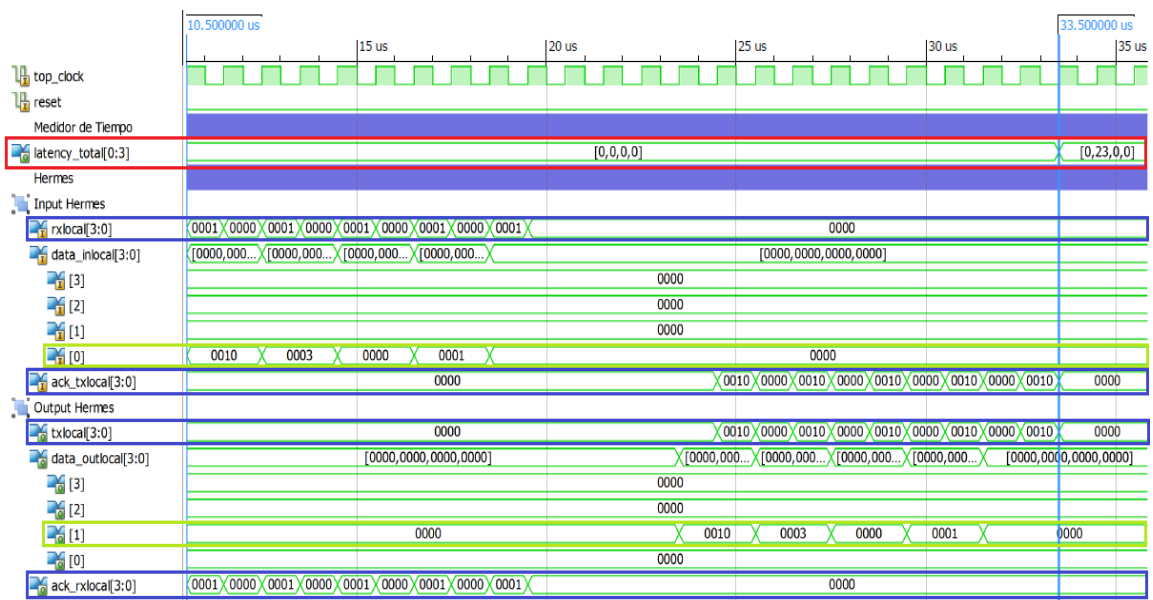 10.500000 us 33.500000 us
15 us 20 us 25 us 30 us 35 us
top_clock
reset
Medidor de Tiempo
latency_total[0:3] [0,0,0,0] [0,23,0,0]
Hermes
Input Hermes
rxlocal[3:0] 0001 0000 0001 0000 0001 0000 0001 0000 0001 0000
data_inlocal[3:0] [0000,000... [0000,000... [0000,000... [0000,000... [0000,0000,0000,0000]
[3] 0000
[2] 0000
[1] 0000
[0] 0010 0003 0000 0001 0000
ack_txlocal[3:0] 0000 0010 0000 0010 0000 0010 0000 0010 0000 0010 0000
Output Hermes
txlocal[3:0] 0000 0010 0000 0010 0000 0010 0000 0010 0000 0010 0000
data_outlocal[3:0] [0000,0000,0000,0000] [0000,000... [0000,000... [0000,000... [0000,000... [0000,0000,0000,0000]
[3] 0000
[2] 0000
[1] 0000 0010 0003 0000 0001 0000
[0] 0000
ack_rxlocal[3:0] 0001 0000 0001 0000 0001 0000 0001 0000 0001 0000